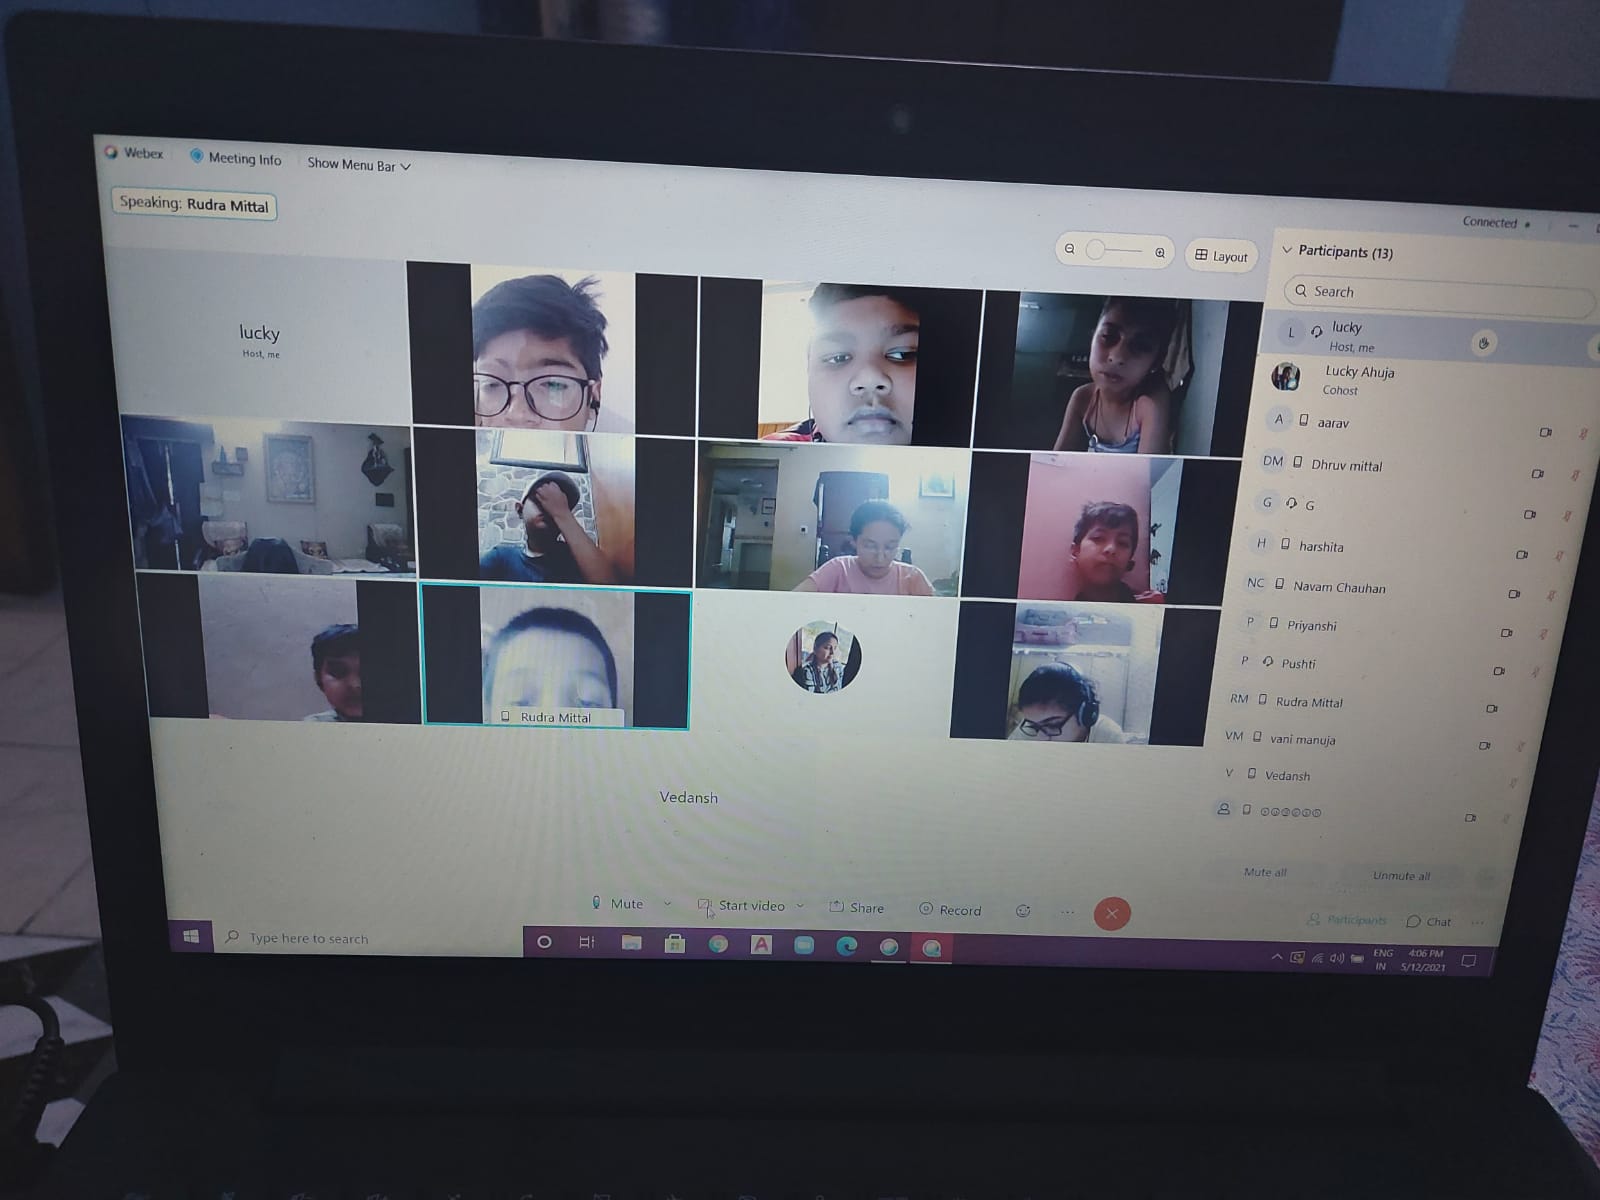 Webex
Meeting Info
Show Menu Bar
Speaking: Rudra Mittal
Connected
Layout
Participants (13)
Search
lucky
Host, me
L
lucky
Host, me
Lucky Ahuja
Cohost
A aarav
DM Dhruv mittal
G G
H harshita
NC Navam Chauhan
P Priyanshi
P Pushti
RM Rudra Mittal
VM vani manuja
V Vedansh
Rudra Mittal
Vedansh
Mute all
Unmute all
Mute
Start video
Share
Record
Participants
Chat
Type here to search
A
ENG
IN
4:06 PM
5/12/2021